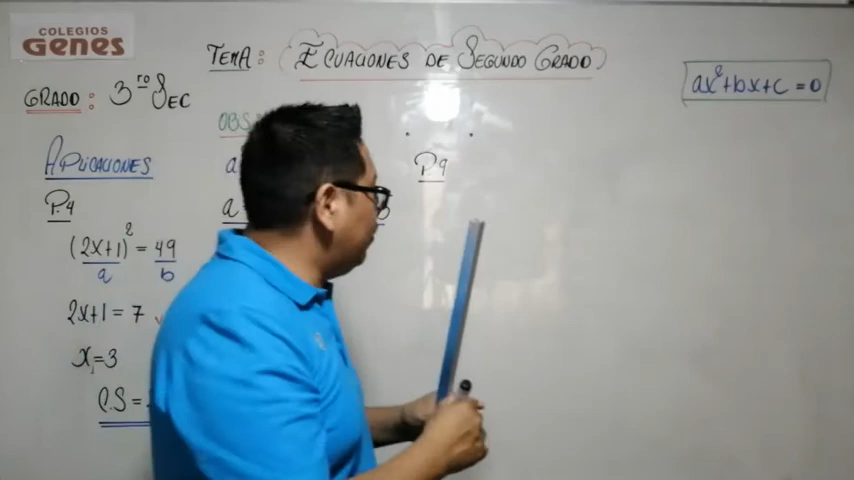 COLEGIOS
GENES
TEMA: ECUACIONES DE SEGUNDO GRADO
ax²+bx+c = 0
GRADO: 3ro SEC
OBS
APLICACIONES
a
P.9
P.4
a
b
(2x+1)² = 49
a b
2x+1 = 7
x₁=3
C.S =